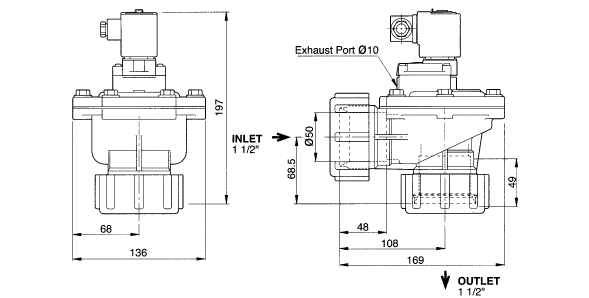 Exhaust Port Ø10
197
INLET
1 1/2"
Ø50
68.5
49
68
136
48
108
169
OUTLET
1 1/2"